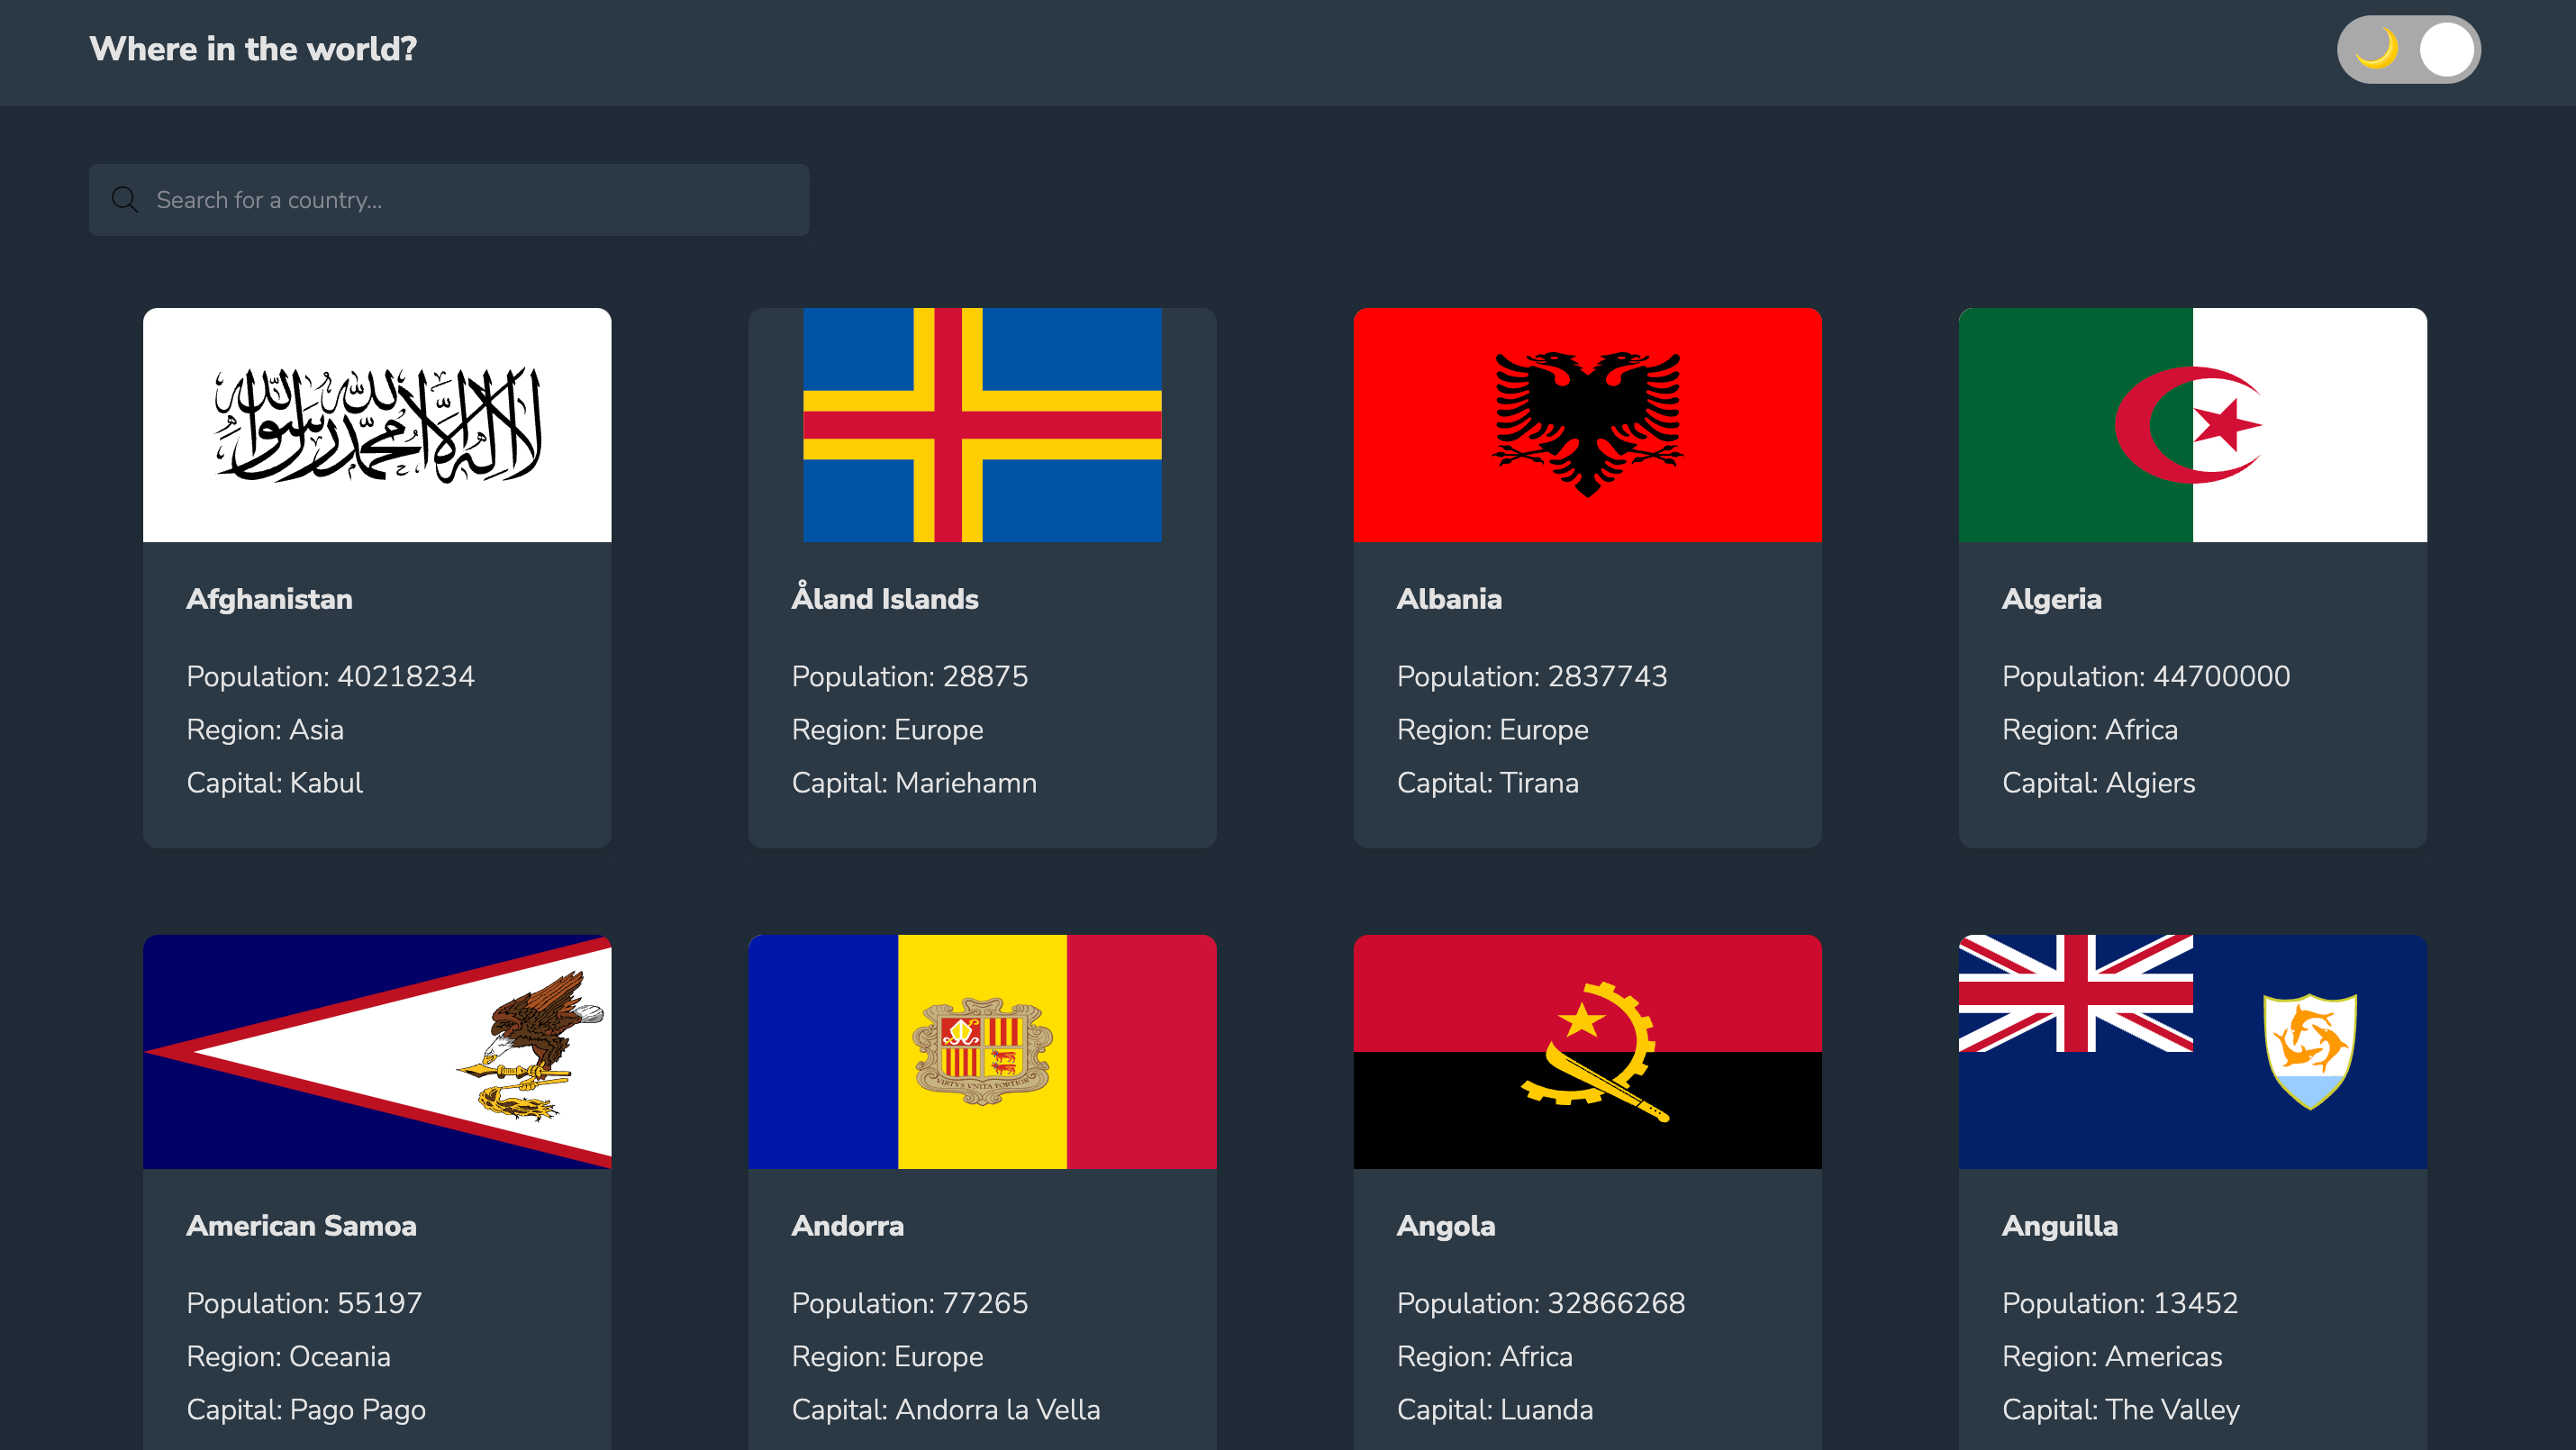 Where in the world?
Search for a country...
لا إله إلا الله محمد رسول الله
Afghanistan
Population: 40218234
Region: Asia
Capital: Kabul
Åland Islands
Population: 28875
Region: Europe
Capital: Mariehamn
Albania
Population: 2837743
Region: Europe
Capital: Tirana
Algeria
Population: 44700000
Region: Africa
Capital: Algiers
American Samoa
Population: 55197
Region: Oceania
Capital: Pago Pago
VIRTVS VNITA FORTIOR
Andorra
Population: 77265
Region: Europe
Capital: Andorra la Vella
Angola
Population: 32866268
Region: Africa
Capital: Luanda
Anguilla
Population: 13452
Region: Americas
Capital: The Valley